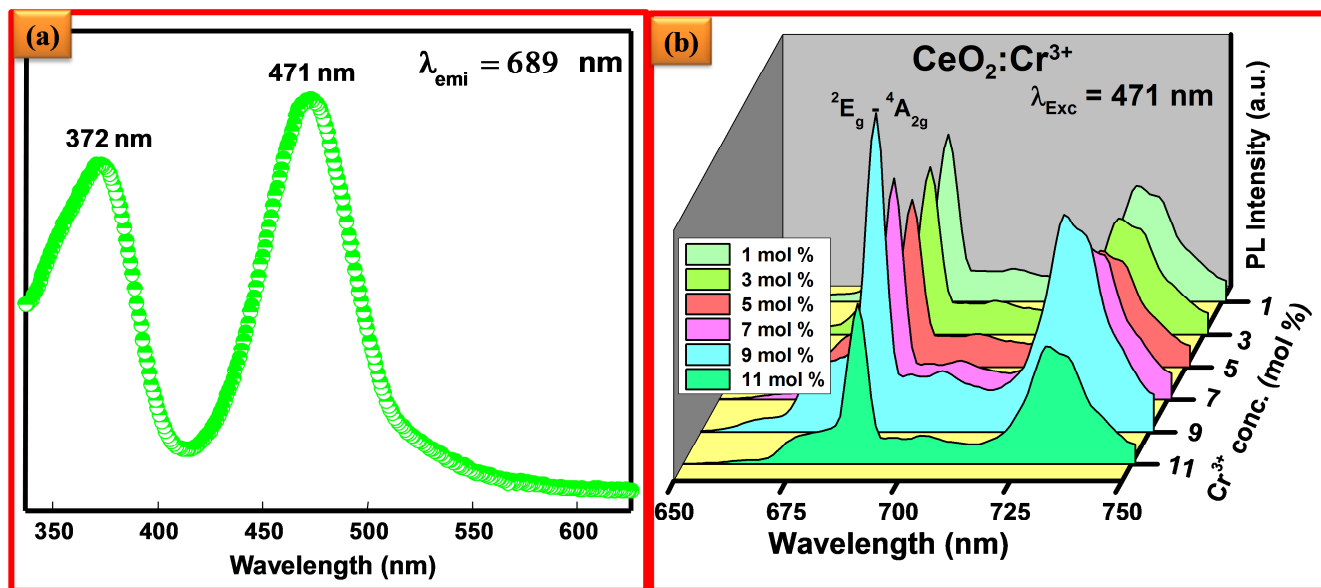 (a)
471 nm
λemi = 689 nm
372 nm
350 400 450 500 550 600
Wavelength (nm)
(b)
CeO2:Cr3+
λExc = 471 nm
2Eg - 4A2g
1 mol %
3 mol %
5 mol %
7 mol %
9 mol %
11 mol %
PL Intensity (a.u.)
1
3
5
7
9
11
Cr3+ conc. (mol %)
650 675 700 725 750
Wavelength (nm)